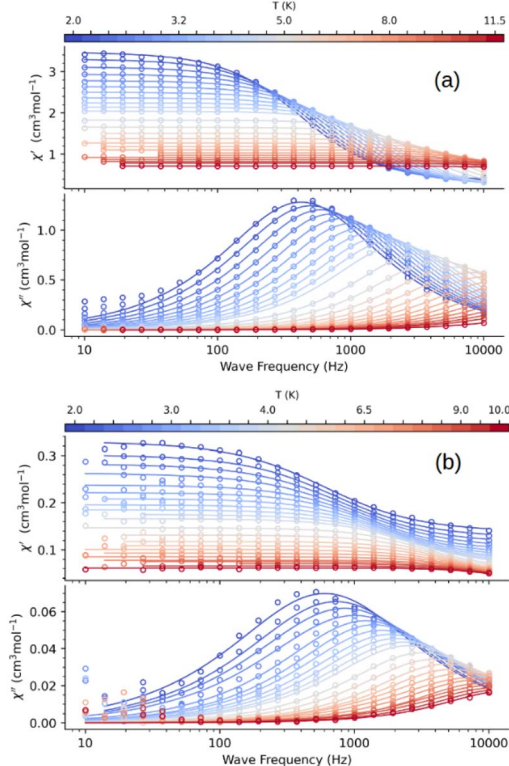 T (K)
2.0 3.2 5.0 8.0 11.5
(a)
χ′ (cm³mol⁻¹)
3
2
1
χ″ (cm³mol⁻¹)
1.0
0.5
0.0
10 100 1000 10000
Wave Frequency (Hz)
T (K)
2.0 3.0 4.0 6.5 9.0 10.0
(b)
χ′ (cm³mol⁻¹)
0.3
0.2
0.1
χ″ (cm³mol⁻¹)
0.06
0.04
0.02
0.00
10 100 1000 10000
Wave Frequency (Hz)